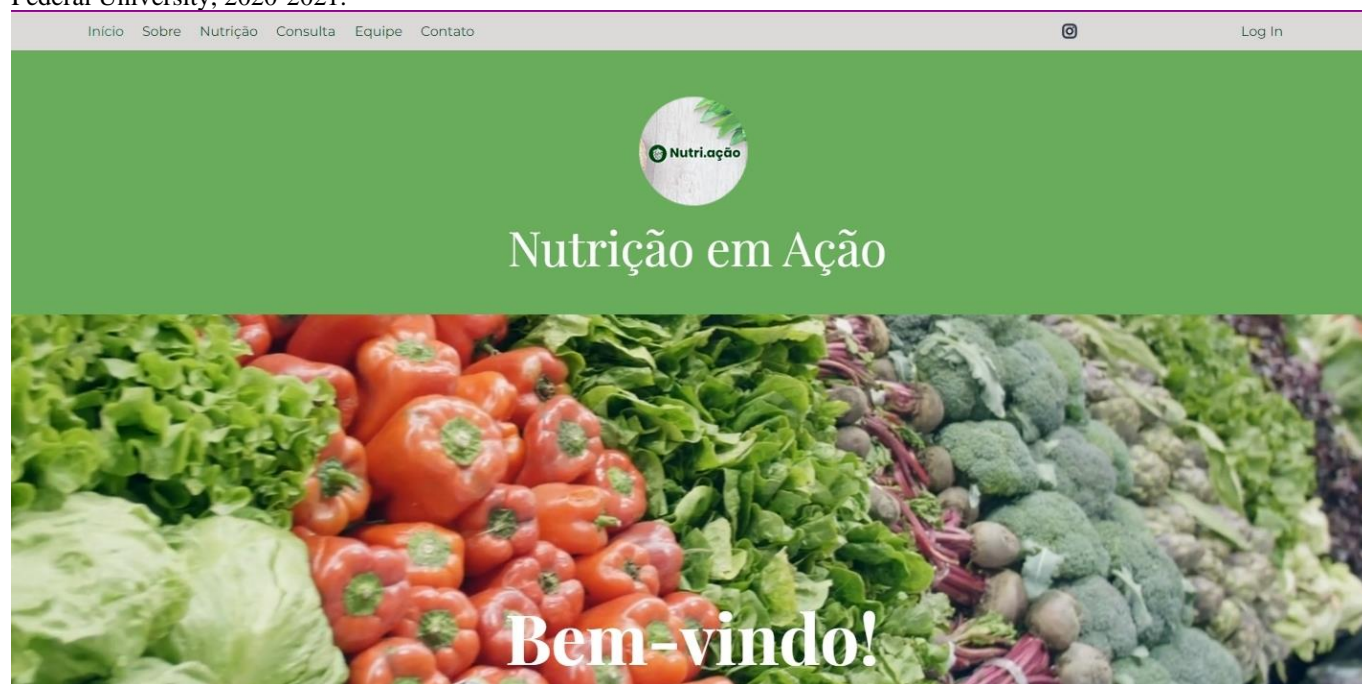 Federal University, 2020-2021.
Início Sobre Nutrição Consulta Equipe Contato Log In
Nutri.ação
Nutrição em Ação
Bem-vindo!